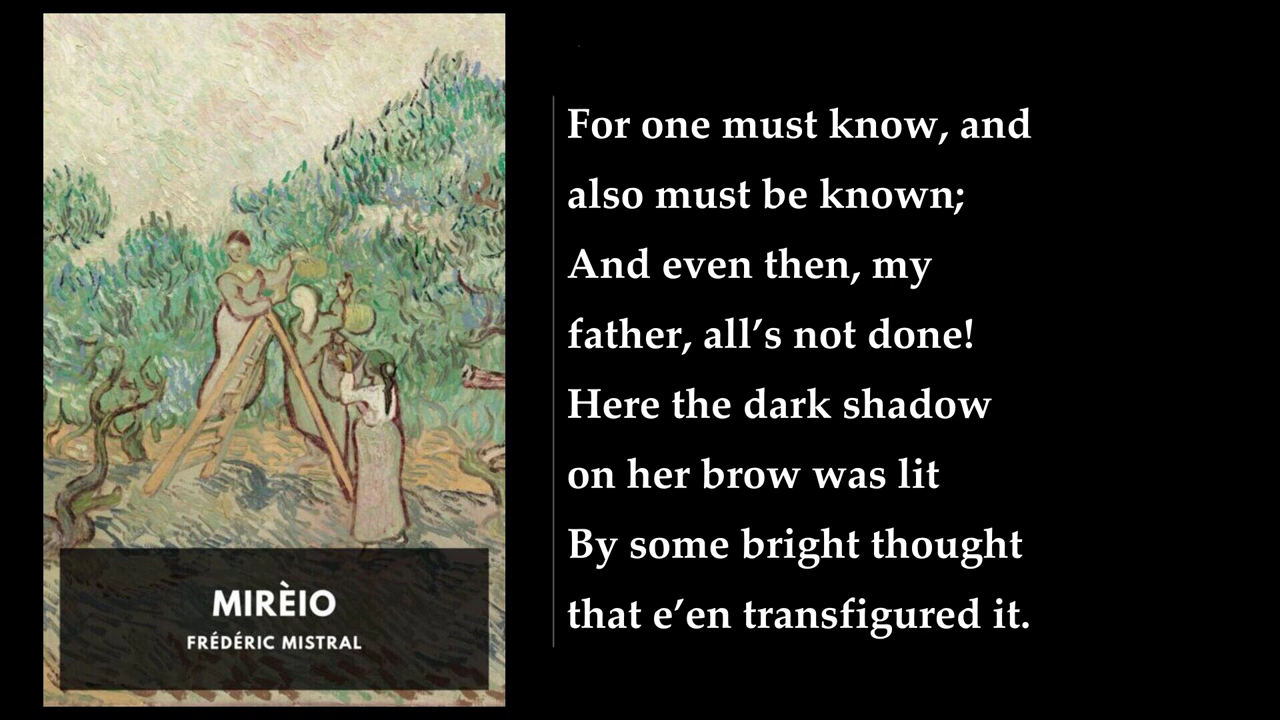 MIRÈIO
FRÉDÉRIC MISTRAL
For one must know, and
also must be known;
And even then, my
father, all’s not done!
Here the dark shadow
on her brow was lit
By some bright thought
that e’en transfigured it.